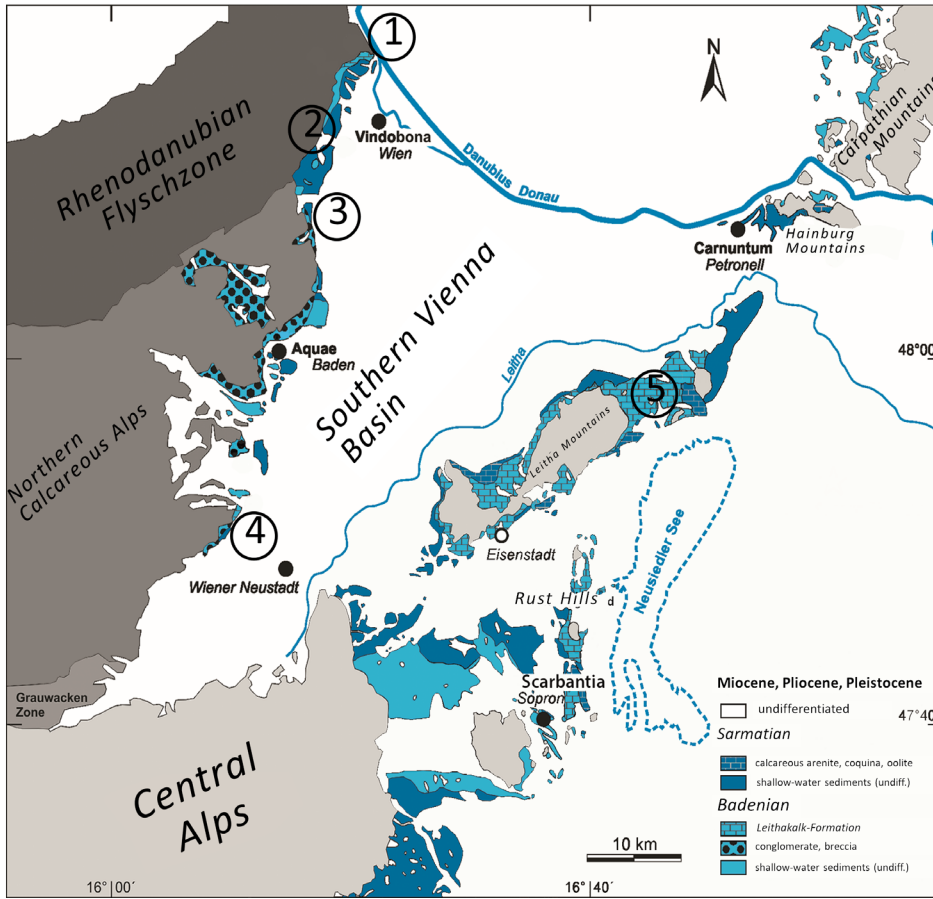 1
N
Carpathian
Mountains
2
Vindobona
Wien
Rhenodanubian
Flyschzone
Danubius Donau
3
Hainburg
Mountains
Carnuntum
Petronell
Southern Vienna
Basin
Aquae
Baden
Leitha
48°00
5
Leitha Mountains
Northern
Calcareous Alps
4
Eisenstadt
Wiener Neustadt
Neusiedler See
Rust Hills d
Scarbantia
Sopron
Grauwacken
Zone
Central
Alps
Miocene, Pliocene, Pleistocene
undifferentiated
47°40
Sarmatian
calcareous arenite, coquina, oolite
shallow-water sediments (undiff.)
Badenian
Leithakalk-Formation
conglomerate, breccia
shallow-water sediments (undiff.)
10 km
16°00′
16°40′